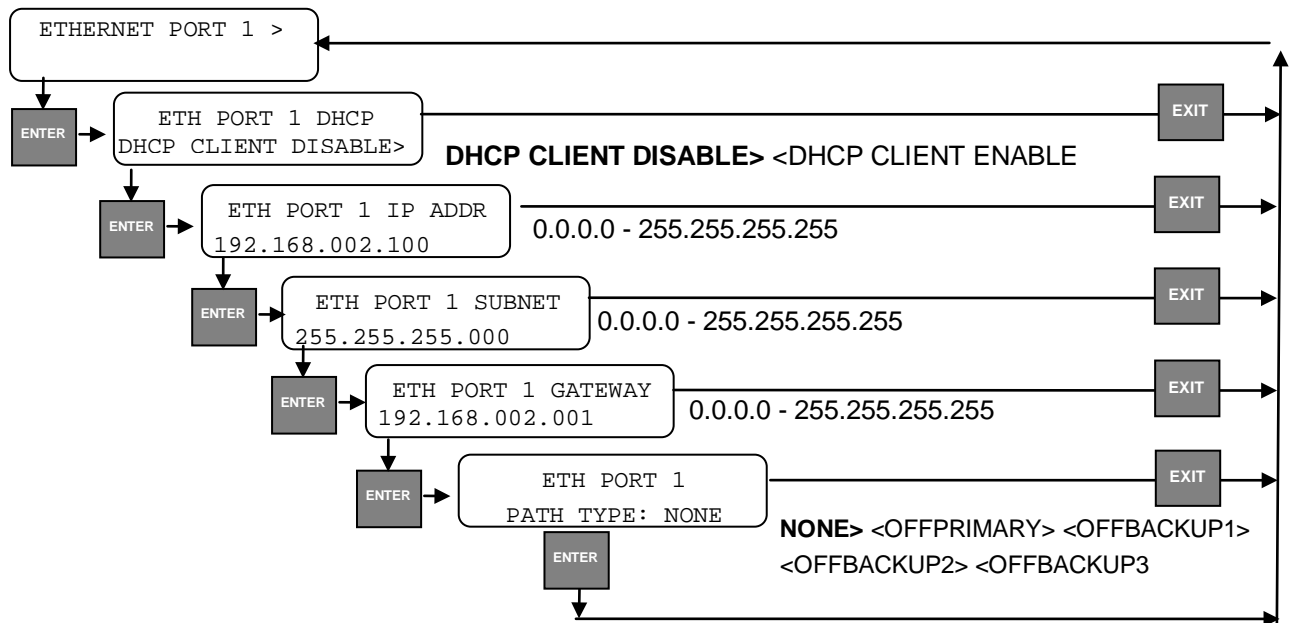 ETHERNET PORT 1 >
ENTER
ETH PORT 1 DHCP
DHCP CLIENT DISABLE>
EXIT
DHCP CLIENT DISABLE> <DHCP CLIENT ENABLE
ENTER
ETH PORT 1 IP ADDR
192.168.002.100
0.0.0.0 - 255.255.255.255
EXIT
ENTER
ETH PORT 1 SUBNET
255.255.255.000
0.0.0.0 - 255.255.255.255
EXIT
ENTER
ETH PORT 1 GATEWAY
192.168.002.001
0.0.0.0 - 255.255.255.255
EXIT
ENTER
ETH PORT 1
PATH TYPE: NONE
EXIT
NONE> <OFFPRIMARY> <OFFBACKUP1>
<OFFBACKUP2> <OFFBACKUP3
ENTER